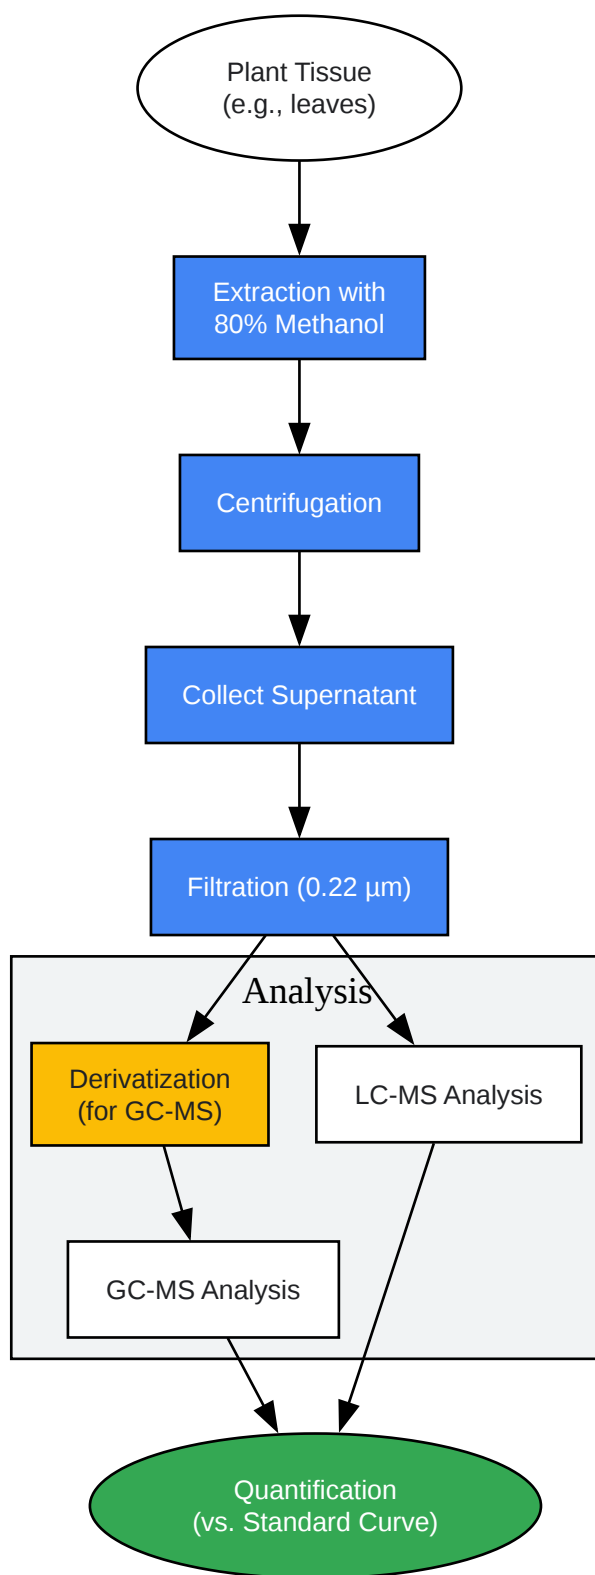 Plant Tissue
(e.g., leaves)
Extraction with
80% Methanol
Centrifugation
Collect Supernatant
Filtration (0.22 µm)
Analysis
Derivatization
(for GC-MS)
LC-MS Analysis
GC-MS Analysis
Quantification
(vs. Standard Curve)